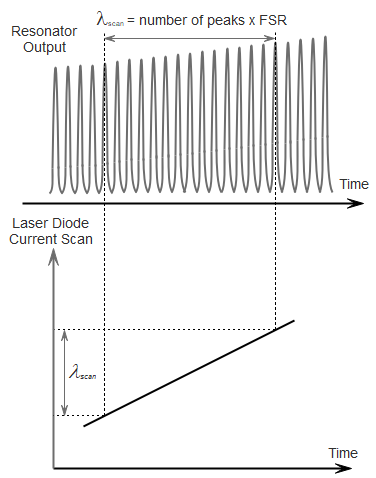 λscan = number of peaks x FSR
Resonator
Output
Time
Laser Diode
Current Scan
λscan
Time